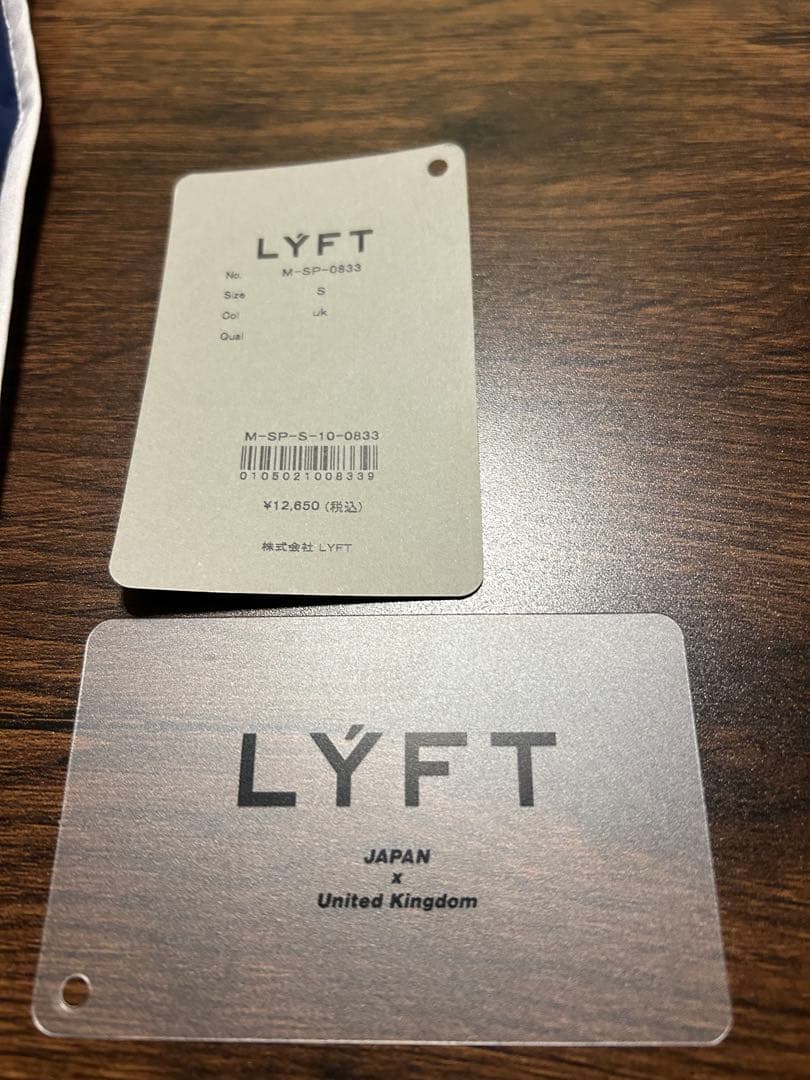 LÝFT
No. M-SP-0833
Size S
Col uk
Qual
M-SP-S-10-0833
0105021008339
¥12,650 (税込)
株式会社 LYFT
LÝFT
JAPAN
x
United Kingdom